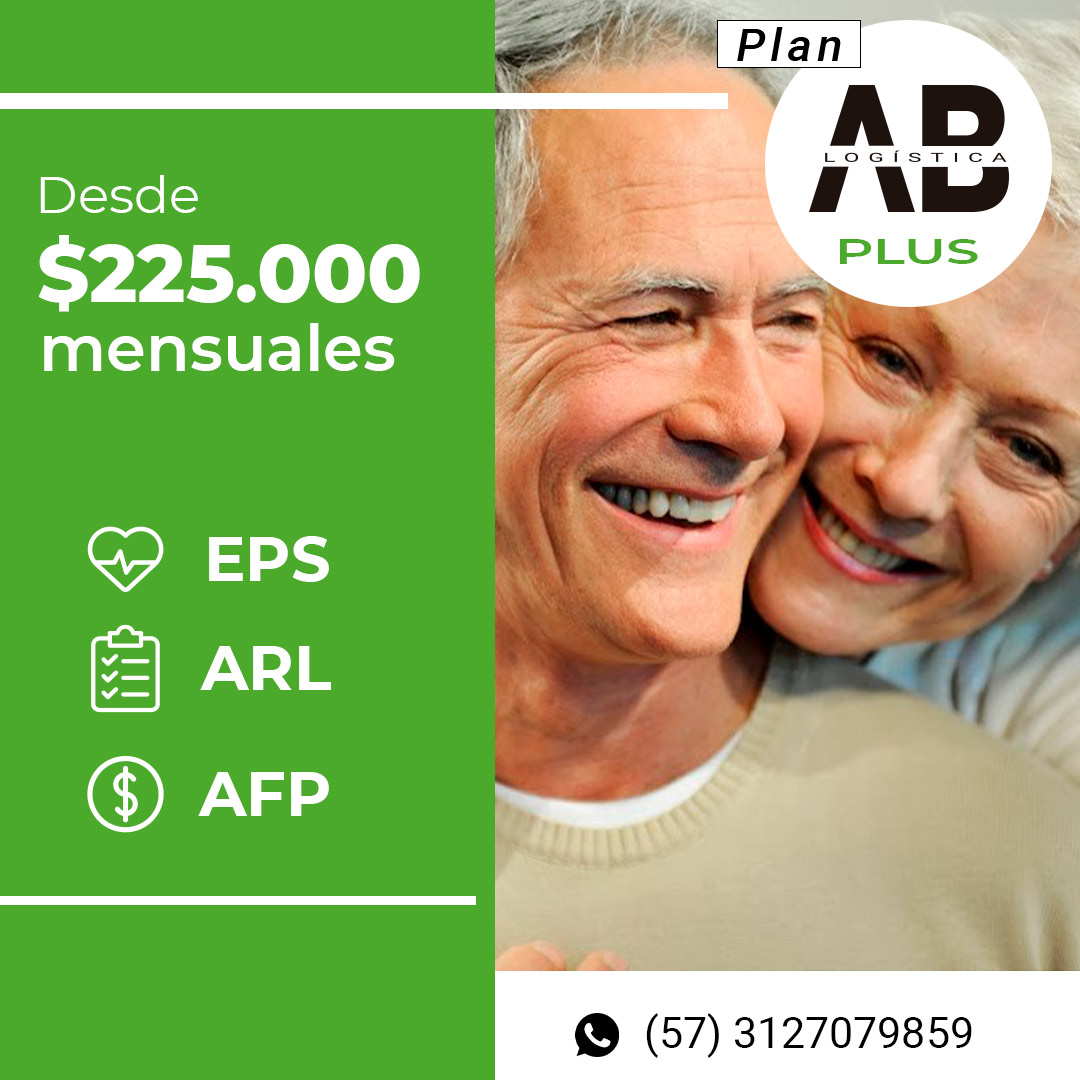 Plan
AB
LOGÍSTICA
PLUS
Desde
$225.000
mensuales
EPS
ARL
AFP
(57) 3127079859